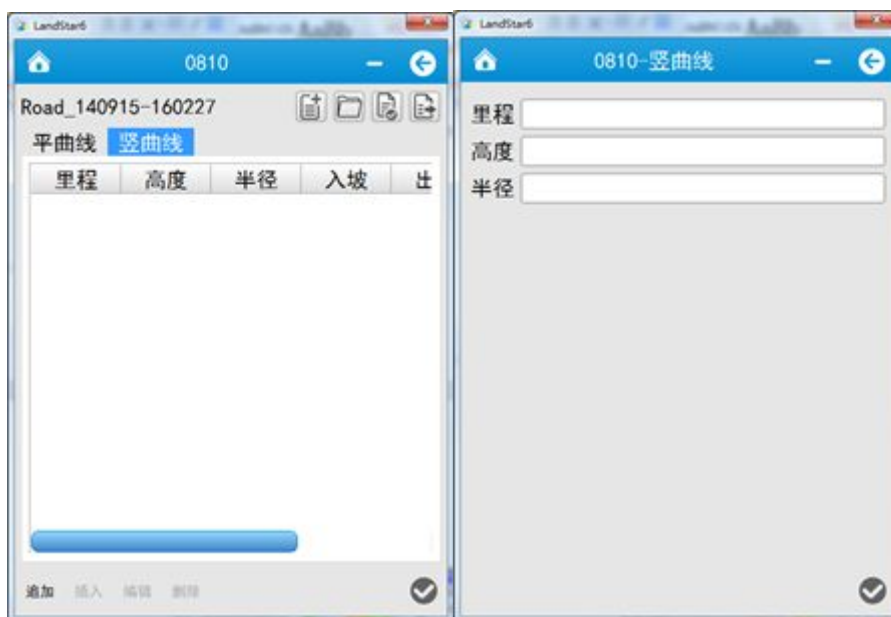 LandStar6
0810
Road_140915-160227
平曲线 竖曲线
里程 高度 半径 入坡 出
追加 插入 编辑 删除
LandStar6
0810-竖曲线
里程
高度
半径